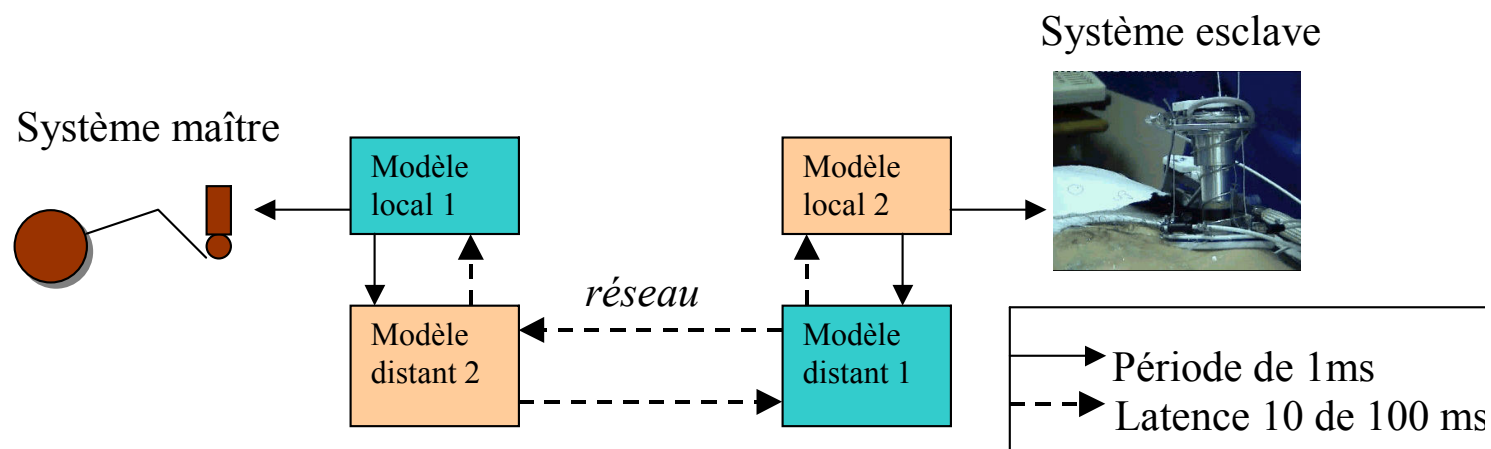 Système esclave
Système maître
Modèle
local 1
Modèle
local 2
réseau
Modèle
distant 2
Modèle
distant 1
Période de 1ms
Latence 10 de 100 ms